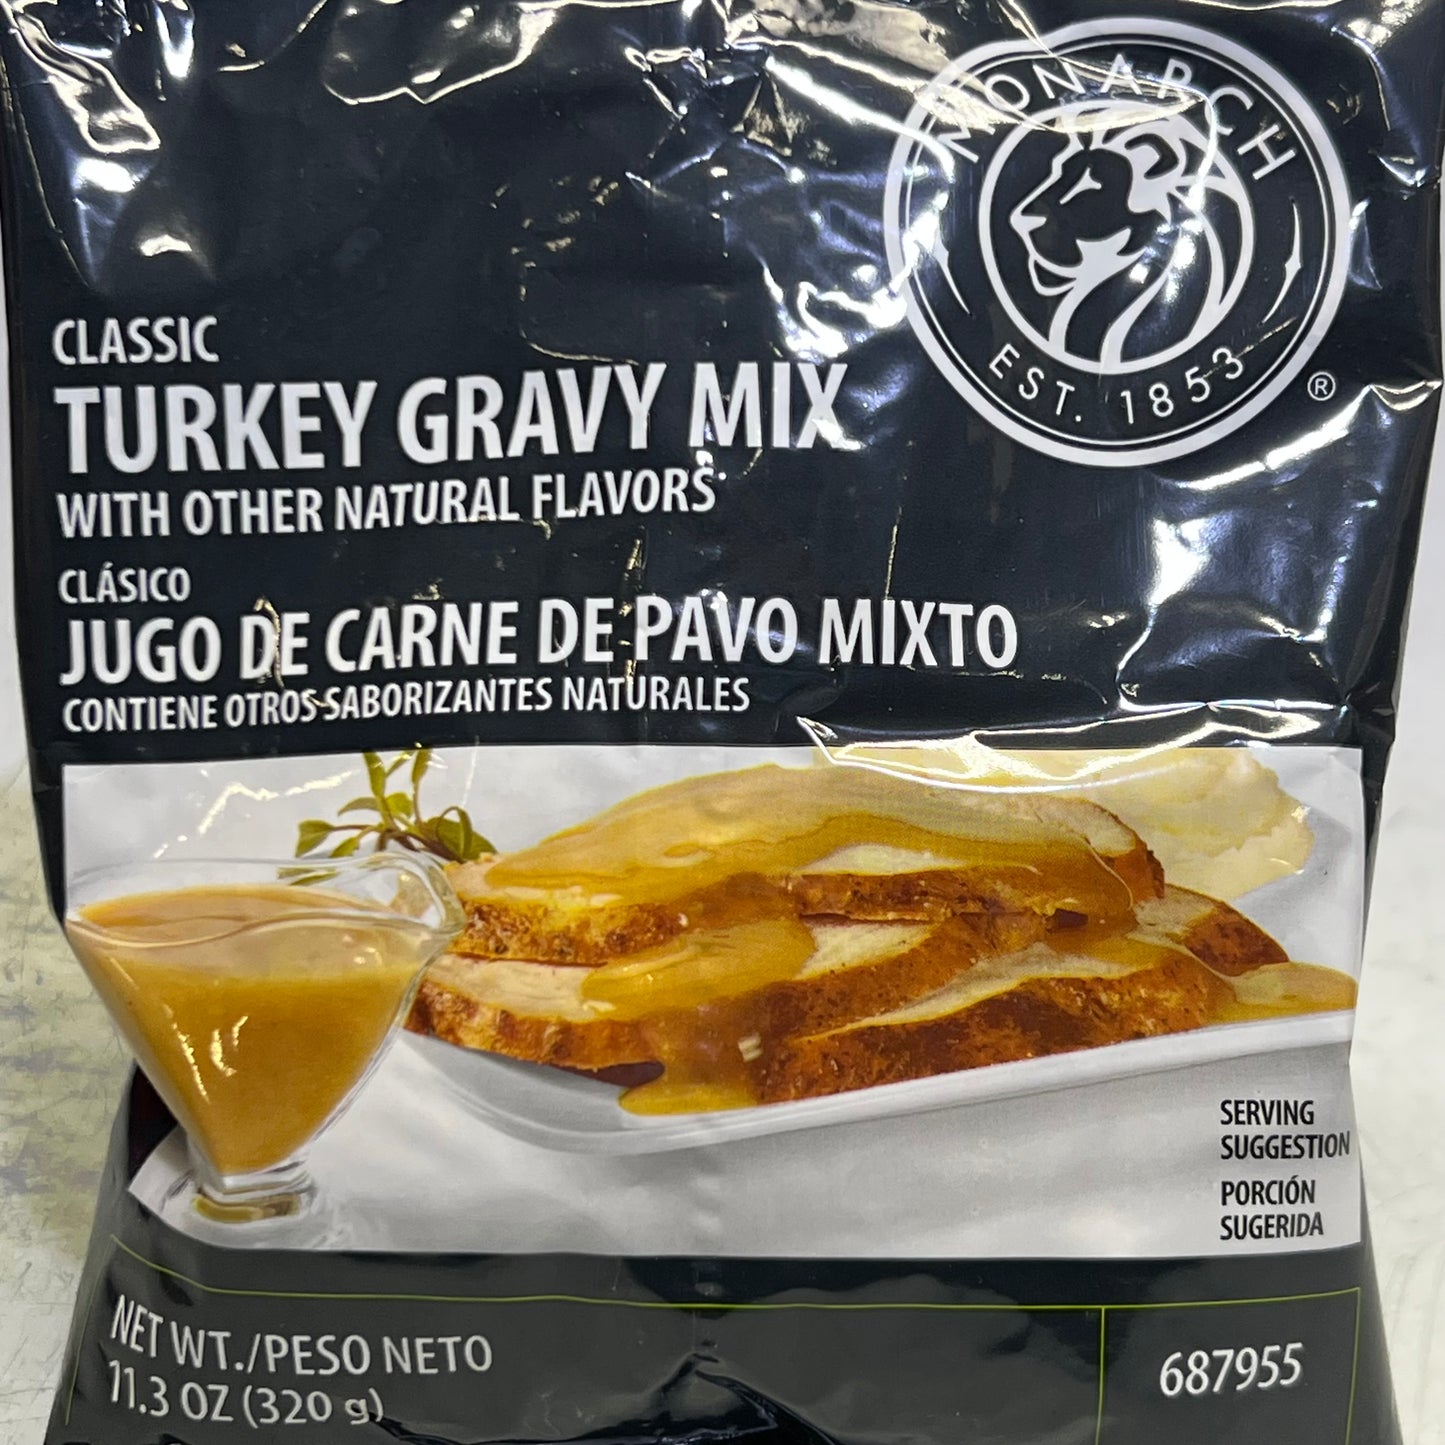 MONARCH
EST. 1853
®
CLASSIC
TURKEY GRAVY MIX
WITH OTHER NATURAL FLAVORS
CLÁSICO
JUGO DE CARNE DE PAVO MIXTO
CONTIENE OTROS SABORIZANTES NATURALES
SERVING
SUGGESTION
PORCIÓN
SUGERIDA
NET WT./PESO NETO
11.3 OZ (320 g)
687955